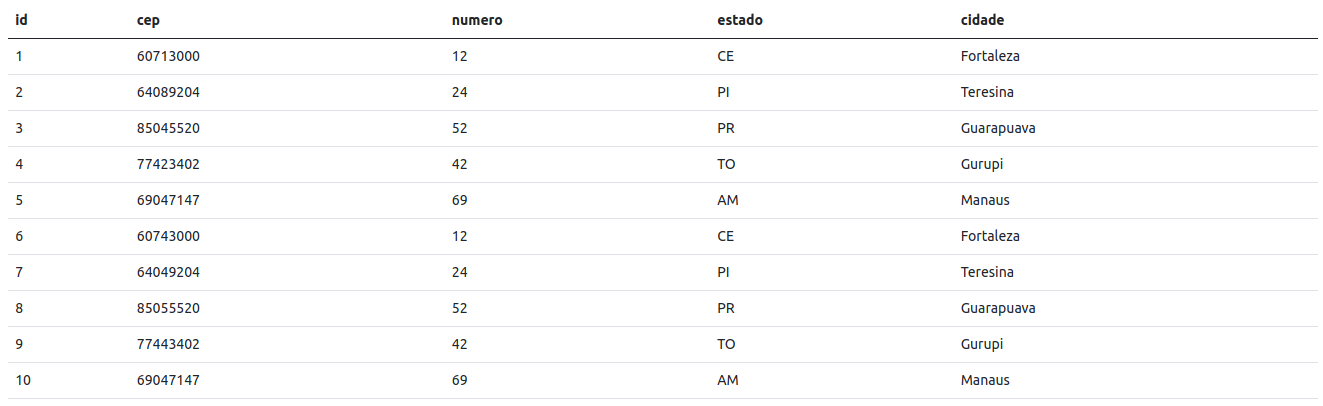 id cep numero estado cidade
1 60713000 12 CE Fortaleza
2 64089204 24 PI Teresina
3 85045520 52 PR Guarapuava
4 77423402 42 TO Gurupi
5 69047147 69 AM Manaus
6 60743000 12 CE Fortaleza
7 64049204 24 PI Teresina
8 85055520 52 PR Guarapuava
9 77443402 42 TO Gurupi
10 69047147 69 AM Manaus